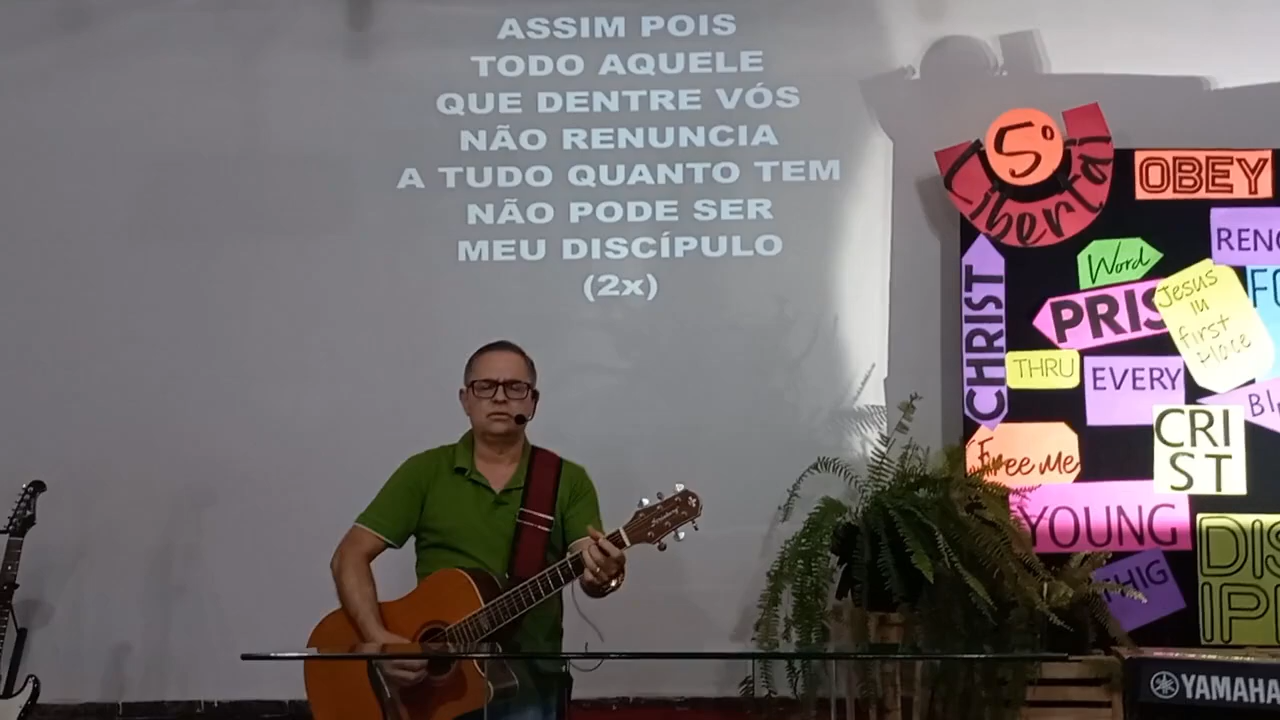 ASSIM POIS
TODO AQUELE
QUE DENTRE VÓS
NÃO RENUNCIA
A TUDO QUANTO TEM
NÃO PODE SER
MEU DISCÍPULO
(2x)
5º
Liberta!
OBEY
Word
CHRIST
Jesus
in
first
Place
THRU
EVERY
CRI
ST
Free me
YOUNG
YAMAHA